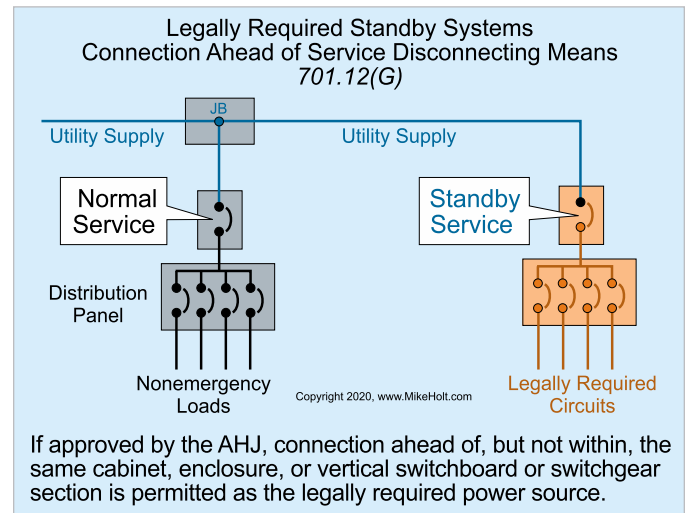 Legally Required Standby Systems
Connection Ahead of Service Disconnecting Means
701.12(G)
JB
Utility Supply
Utility Supply
Normal
Service
Standby
Service
Distribution
Panel
Nonemergency
Loads
Copyright 2020, www.MikeHolt.com
Legally Required
Circuits
If approved by the AHJ, connection ahead of, but not within, the
same cabinet, enclosure, or vertical switchboard or switchgear
section is permitted as the legally required power source.